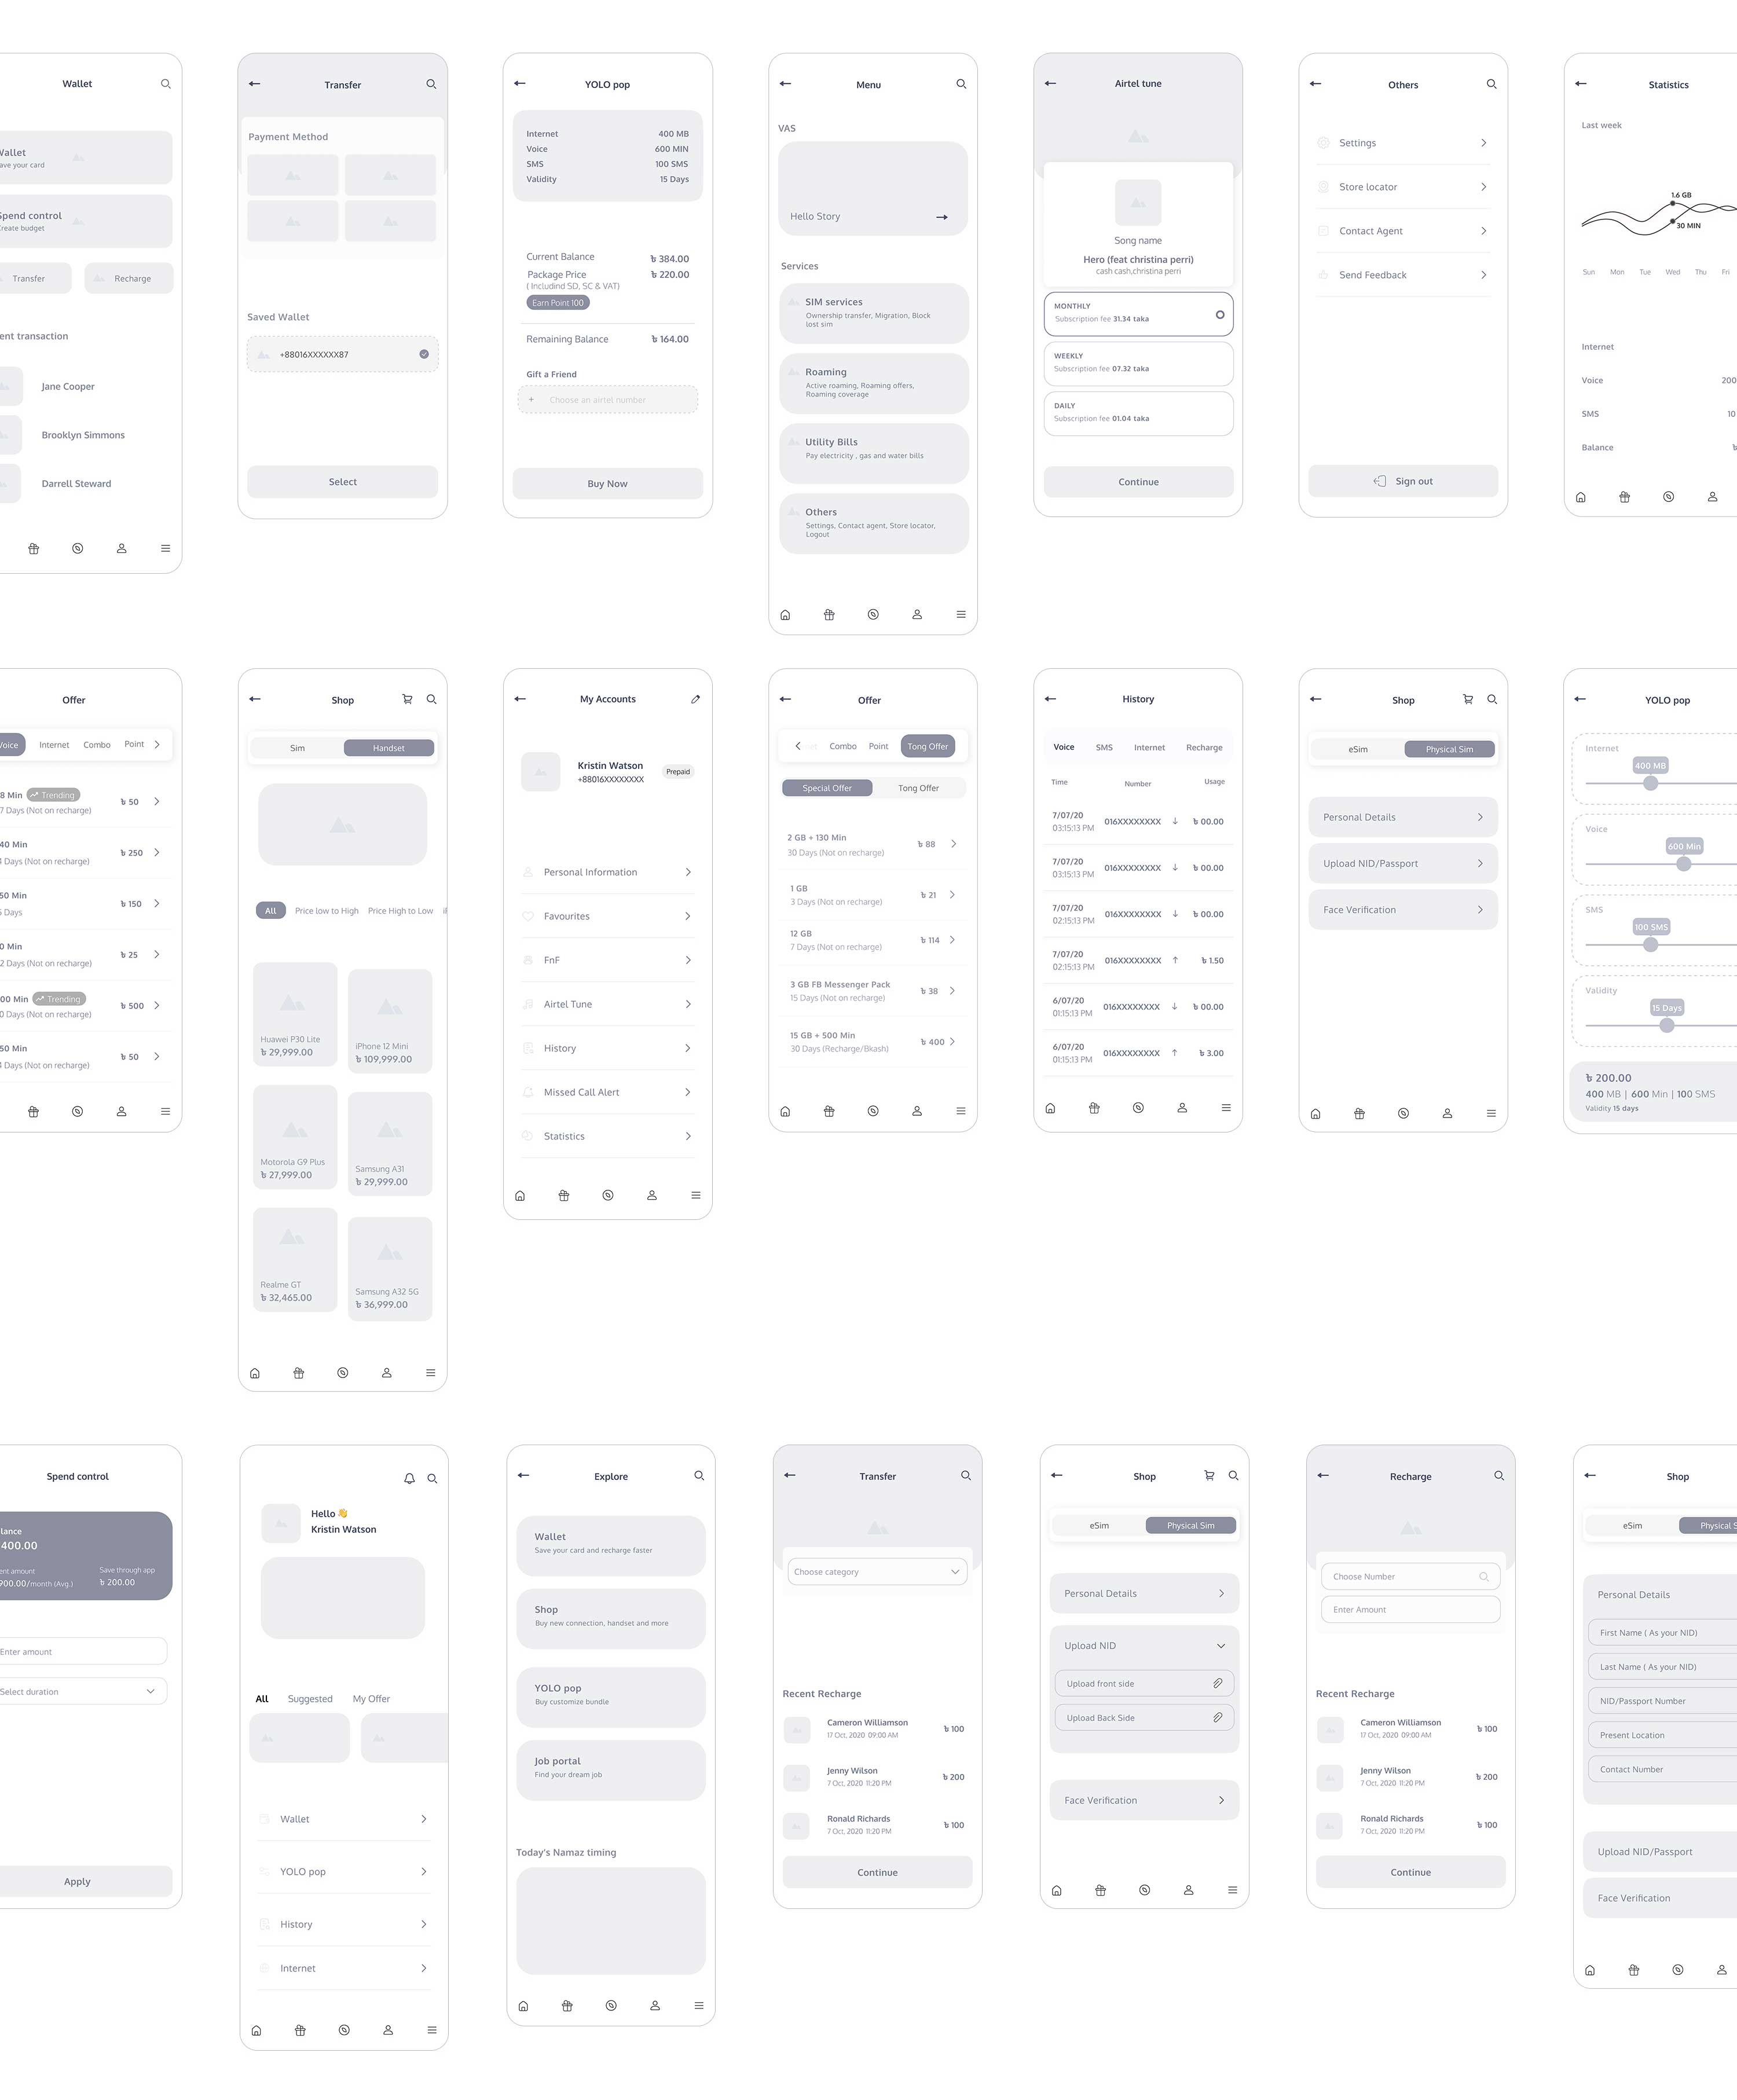 Wallet
Wallet
ave your card
Spend control
Create budget
Transfer
Recharge
ent transaction
Jane Cooper
Brooklyn Simmons
Darrell Steward
Transfer
Payment Method
Saved Wallet
+88016XXXXXX87
Select
YOLO pop
Internet 400 MB
Voice 600 MIN
SMS 100 SMS
Validity 15 Days
Current Balance ৳ 384.00
Package Price ৳ 220.00
( Includind SD, SC & VAT)
Earn Point 100
Remaining Balance ৳ 164.00
Gift a Friend
+ Choose an airtel number
Buy Now
Menu
VAS
Hello Story
Services
SIM services
Ownership transfer, Migration, Block
lost sim
Roaming
Active roaming, Roaming offers,
Roaming coverage
Utility Bills
Pay electricity , gas and water bills
Others
Settings, Contact agent, Store locator,
Logout
Airtel tune
Song name
Hero (feat christina perri)
cash cash,christina perri
MONTHLY
Subscription fee 31.34 taka
WEEKLY
Subscription fee 07.32 taka
DAILY
Subscription fee 01.04 taka
Continue
Others
Settings
Store locator
Contact Agent
Send Feedback
Sign out
Statistics
Last week
1.6 GB
30 MIN
Sun Mon Tue Wed Thu Fri
Internet
Voice 200
SMS 10
Balance ৳
Offer
Voice Internet Combo Point
8 Min Trending
৳ 50
7 Days (Not on recharge)
40 Min
৳ 250
Days (Not on recharge)
50 Min
৳ 150
Days
0 Min
৳ 25
2 Days (Not on recharge)
00 Min Trending
৳ 500
0 Days (Not on recharge)
50 Min
৳ 50
Days (Not on recharge)
Shop
Sim Handset
All Price low to High Price High to Low
Huawei P30 Lite
৳ 29,999.00
iPhone 12 Mini
৳ 109,999.00
Motorola G9 Plus
৳ 27,999.00
Samsung A31
৳ 29,999.00
Realme GT
৳ 32,465.00
Samsung A32 5G
৳ 36,999.00
My Accounts
Kristin Watson
+88016XXXXXXXX
Prepaid
Personal Information
Favourites
FnF
Airtel Tune
History
Missed Call Alert
Statistics
Offer
Combo Point Tong Offer
Special Offer Tong Offer
2 GB + 130 Min
৳ 88
30 Days (Not on recharge)
1 GB
৳ 21
3 Days (Not on recharge)
12 GB
৳ 114
7 Days (Not on recharge)
3 GB FB Messenger Pack
৳ 38
15 Days (Not on recharge)
15 GB + 500 Min
৳ 400
30 Days (Recharge/Bkash)
History
Voice SMS Internet Recharge
Time Number Usage
7/07/20
03:15:13 PM 016XXXXXXXX ↓ ৳ 00.00
7/07/20
03:15:13 PM 016XXXXXXXX ↓ ৳ 00.00
7/07/20
02:15:13 PM 016XXXXXXXX ↓ ৳ 00.00
7/07/20
02:15:13 PM 016XXXXXXXX ↑ ৳ 1.50
6/07/20
01:15:13 PM 016XXXXXXXX ↓ ৳ 00.00
6/07/20
01:15:13 PM 016XXXXXXXX ↑ ৳ 3.00
Shop
eSim Physical Sim
Personal Details
Upload NID/Passport
Face Verification
YOLO pop
Internet
400 MB
Voice
600 Min
SMS
100 SMS
Validity
15 Days
৳ 200.00
400 MB | 600 Min | 100 SMS
Validity 15 days
Spend control
lance
400.00
ent amount
900.00/month (Avg.)
Save through app
৳ 200.00
Enter amount
Select duration
Apply
Hello 👋
Kristin Watson
All Suggested My Offer
Wallet
YOLO pop
History
Internet
Explore
Wallet
Save your card and recharge faster
Shop
Buy new connection, handset and more
YOLO pop
Buy customize bundle
Job portal
Find your dream job
Today's Namaz timing
Transfer
Choose category
Recent Recharge
Cameron Williamson
17 Oct, 2020 09:00 AM
৳ 100
Jenny Wilson
7 Oct, 2020 11:20 PM
৳ 200
Ronald Richards
7 Oct, 2020 11:20 PM
৳ 100
Continue
Shop
eSim Physical Sim
Personal Details
Upload NID
Upload front side
Upload Back Side
Face Verification
Recharge
Choose Number
Enter Amount
Recent Recharge
Cameron Williamson
17 Oct, 2020 09:00 AM
৳ 100
Jenny Wilson
7 Oct, 2020 11:20 PM
৳ 200
Ronald Richards
7 Oct, 2020 11:20 PM
৳ 100
Continue
Shop
eSim Physical S
Personal Details
First Name ( As your NID)
Last Name ( As your NID)
NID/Passport Number
Present Location
Contact Number
Upload NID/Passport
Face Verification